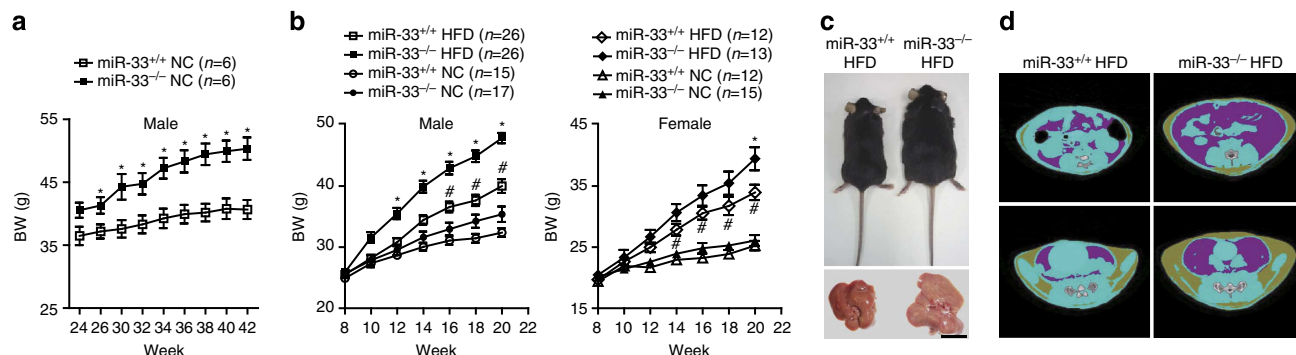 a
miR-33+/+ NC (n=6)
miR-33−/− NC (n=6)
Male
BW (g)
55
45
35
25
* * * * * * * *
24 26 30 32 34 36 38 40 42
Week
b
miR-33+/+ HFD (n=26)
miR-33−/− HFD (n=26)
miR-33+/+ NC (n=15)
miR-33−/− NC (n=17)
Male
BW (g)
50
40
30
20
* * * * *
# # #
8 10 12 14 16 18 20 22
Week
miR-33+/+ HFD (n=12)
miR-33−/− HFD (n=13)
miR-33+/+ NC (n=12)
miR-33−/− NC (n=15)
Female
BW (g)
45
35
25
15
*
# # # #
8 10 12 14 16 18 20 22
Week
c
miR-33+/+ miR-33−/−
HFD HFD
d
miR-33+/+ HFD miR-33−/− HFD